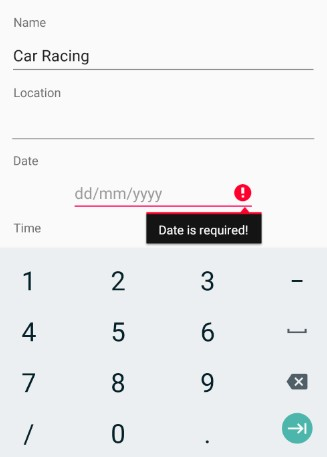 Name
Car Racing
Location
Date
dd/mm/yyyy
Date is required!
Time
1 2 3 -
4 5 6
7 8 9
/ 0 .